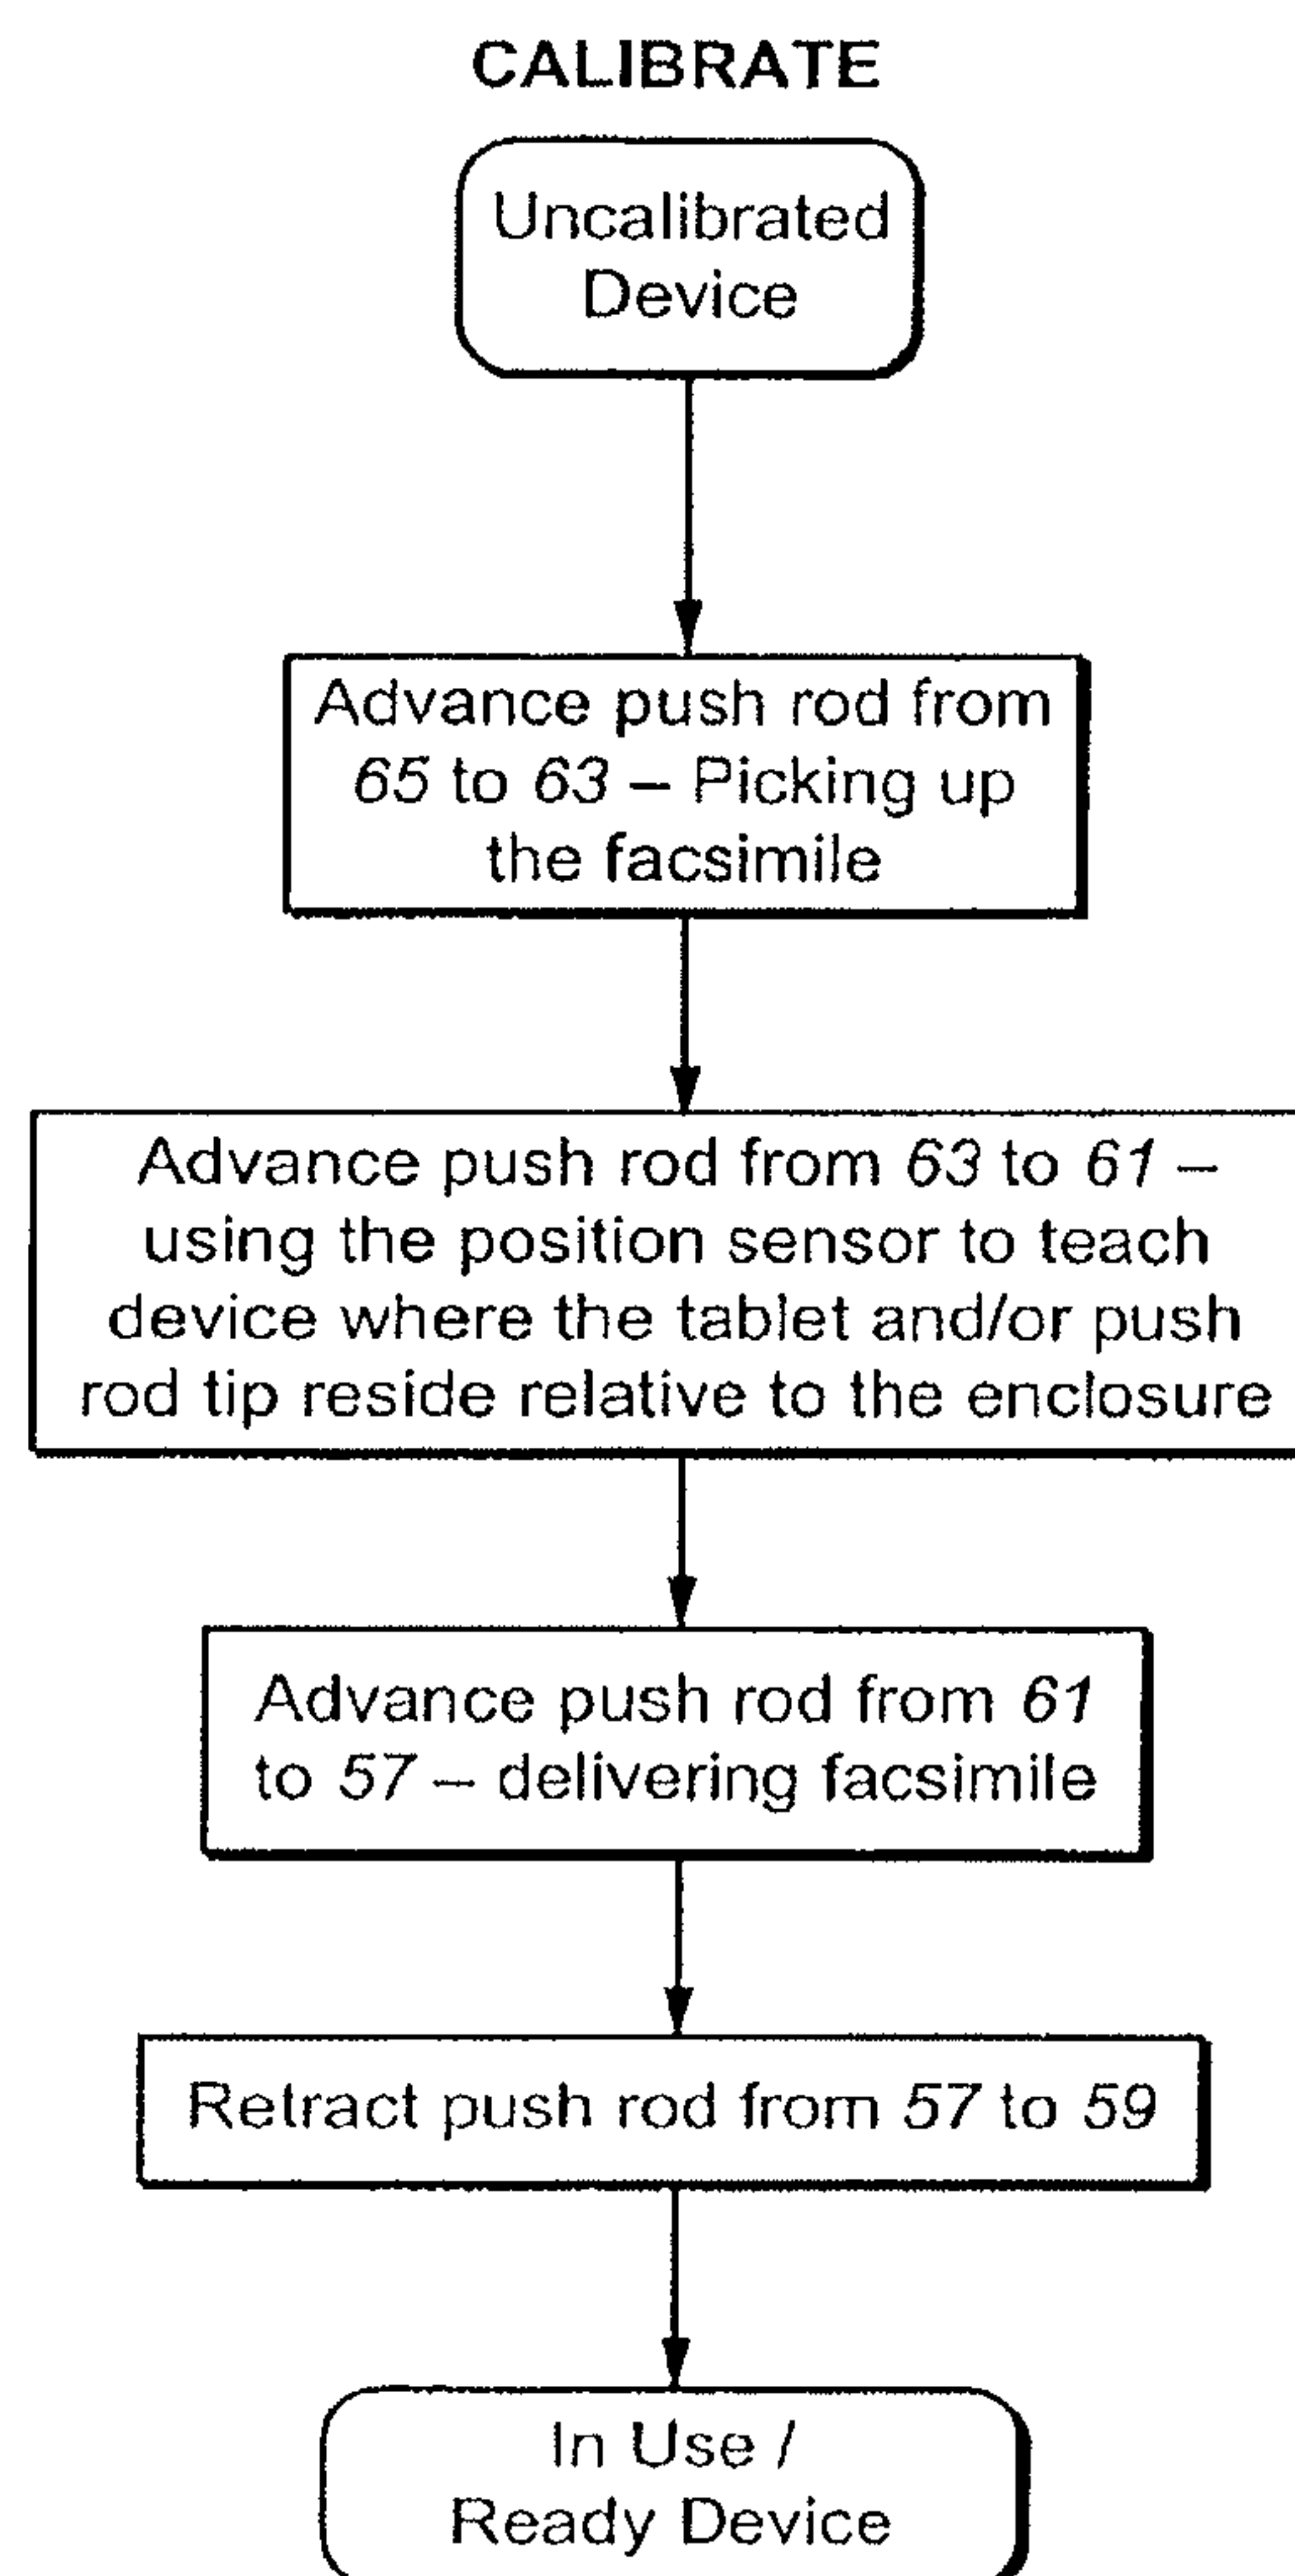 CALIBRATE
Uncalibrated
Device
Advance push rod from
65 to 63 – Picking up
the facsimile
Advance push rod from 63 to 61 –
using the position sensor to teach
device where the tablet and/or push
rod tip reside relative to the enclosure
Advance push rod from 61
to 57 – delivering facsimile
Retract push rod from 57 to 59
In Use /
Ready Device